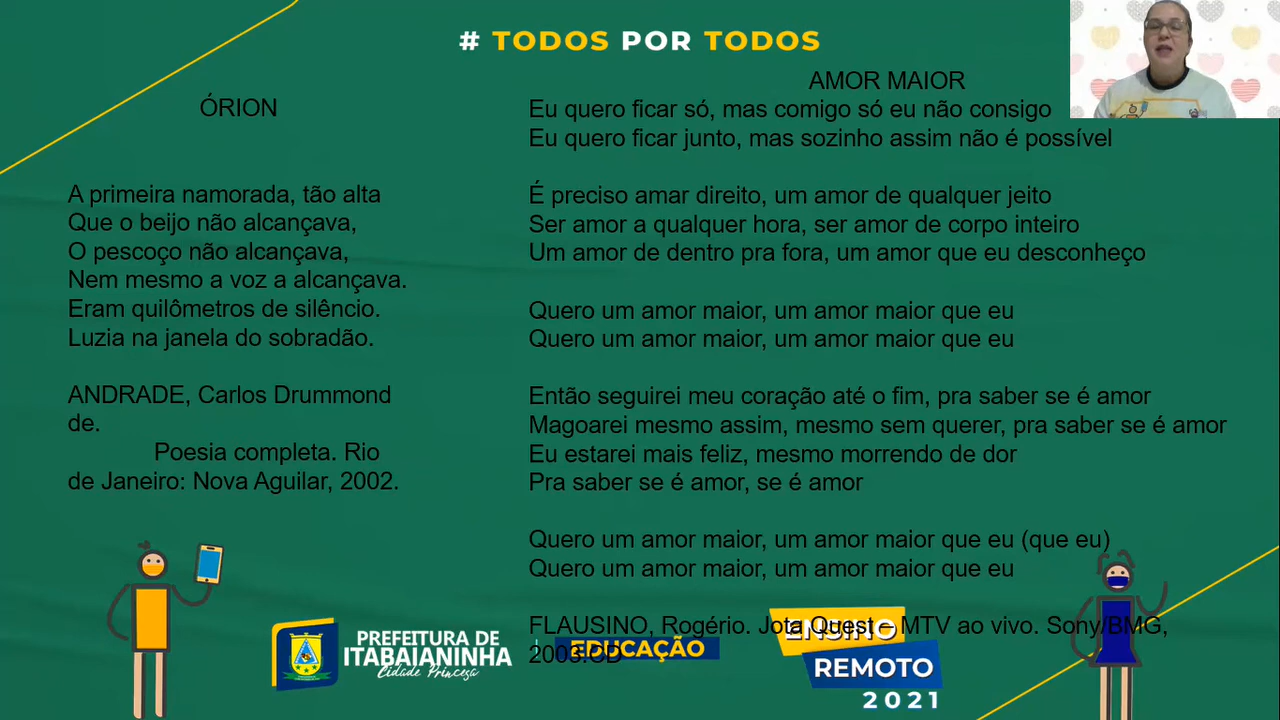 # TODOS POR TODOS
ÓRION
A primeira namorada, tão alta
Que o beijo não alcançava,
O pescoço não alcançava,
Nem mesmo a voz a alcançava.
Eram quilômetros de silêncio.
Luzia na janela do sobradão.
ANDRADE, Carlos Drummond
de.
Poesia completa. Rio
de Janeiro: Nova Aguilar, 2002.
AMOR MAIOR
Eu quero ficar só, mas comigo só eu não consigo
Eu quero ficar junto, mas sozinho assim não é possível
É preciso amar direito, um amor de qualquer jeito
Ser amor a qualquer hora, ser amor de corpo inteiro
Um amor de dentro pra fora, um amor que eu desconheço
Quero um amor maior, um amor maior que eu
Quero um amor maior, um amor maior que eu
Então seguirei meu coração até o fim, pra saber se é amor
Magoarei mesmo assim, mesmo sem querer, pra saber se é amor
Eu estarei mais feliz, mesmo morrendo de dor
Pra saber se é amor, se é amor
Quero um amor maior, um amor maior que eu (que eu)
Quero um amor maior, um amor maior que eu
FLAUSINO, Rogério. Jota Quest – MTV ao vivo. Sony/BMG,
2003.CD
PREFEITURA DE
ITABAIANINHA
Cidade Princesa
EDUCAÇÃO
ENSINO
REMOTO
2021